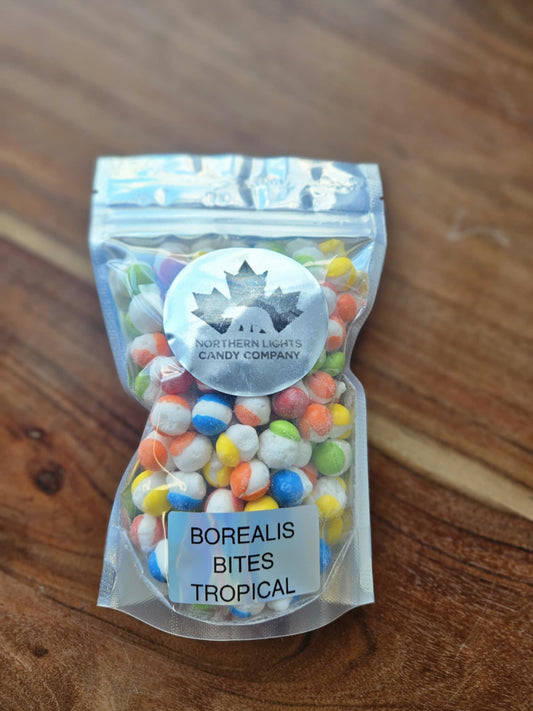 NORTHERN LIGHTS
CANDY COMPANY
BOREALIS
BITES
TROPICAL